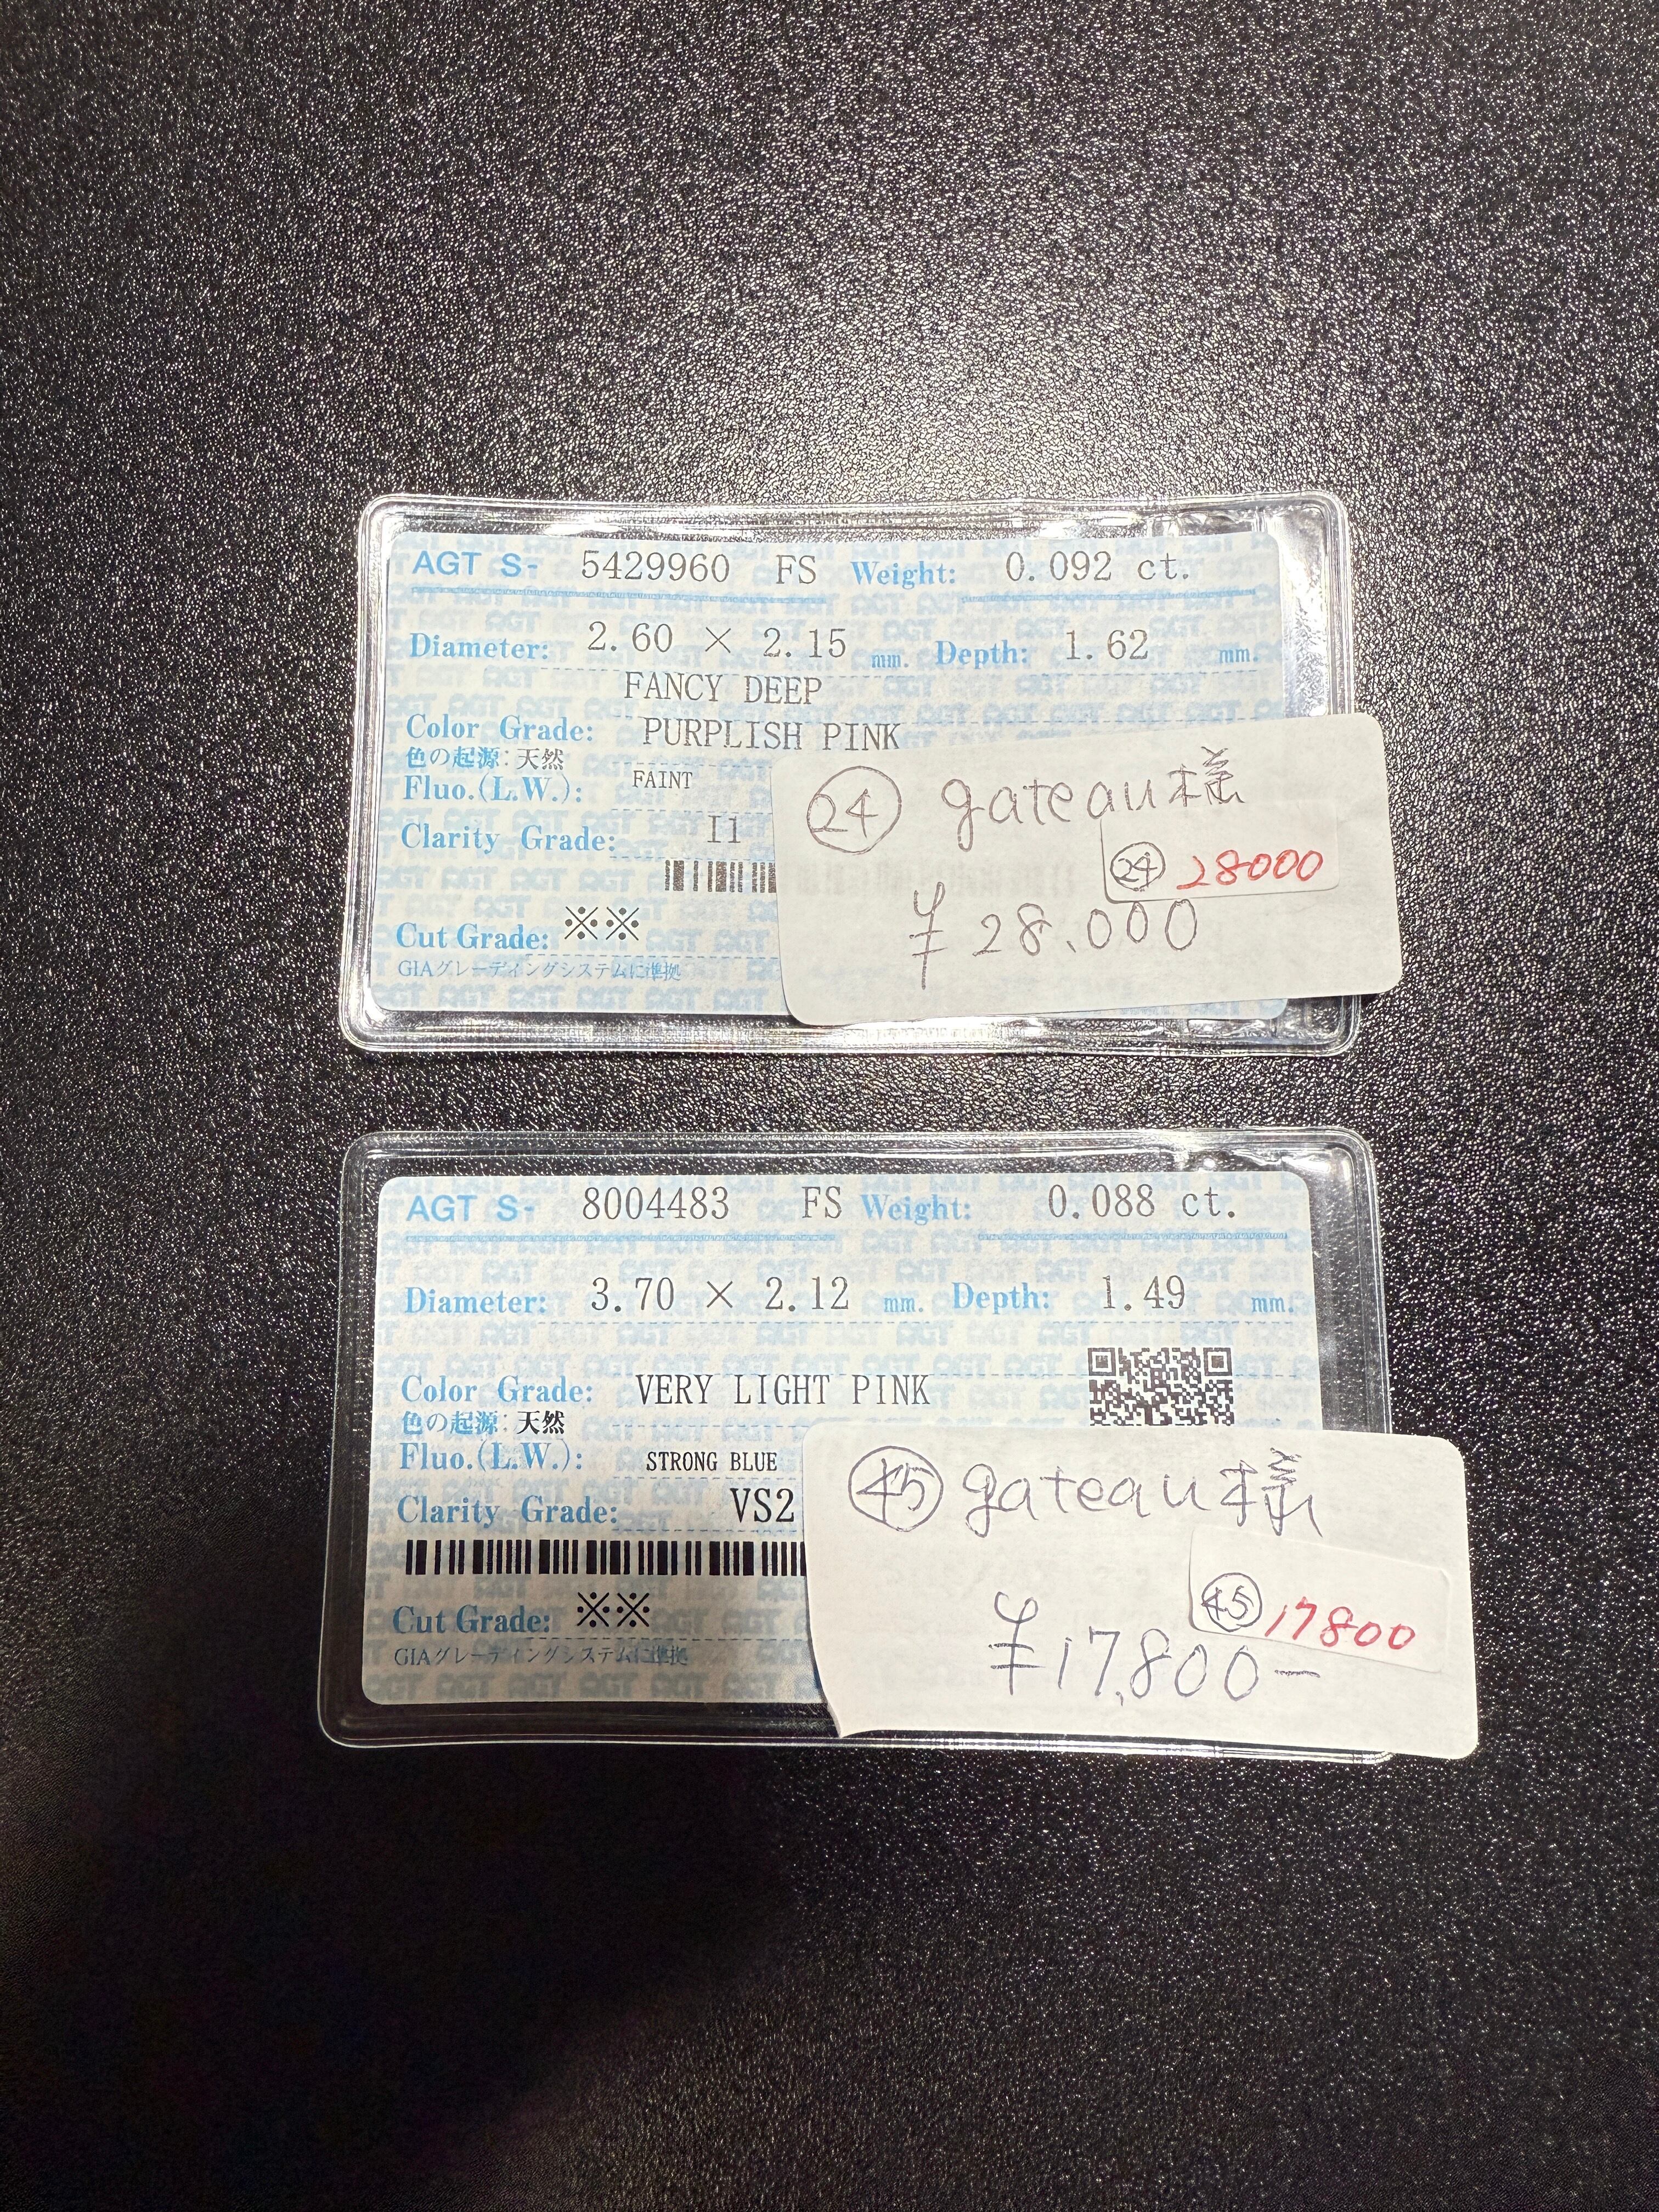 AGT S- 5429960 FS Weight: 0.092 ct.
Diameter: 2.60 × 2.15 mm. Depth: 1.62 mm.
FANCY DEEP
Color Grade: PURPLISH PINK
色の起源:天然
Fluo.(L.W.): FAINT
Clarity Grade: I1
Cut Grade: ※※
GIAグレーディングシステムに準拠
24 gateau様
24 28000
¥28,000
AGT S- 8004483 FS Weight: 0.088 ct.
Diameter: 3.70 × 2.12 mm. Depth: 1.49 mm.
Color Grade: VERY LIGHT PINK
色の起源:天然
Fluo.(L.W.): STRONG BLUE
Clarity Grade: VS2
Cut Grade: ※※
GIAグレーディングシステムに準拠
45 gateau様
45 17800
¥17,800-